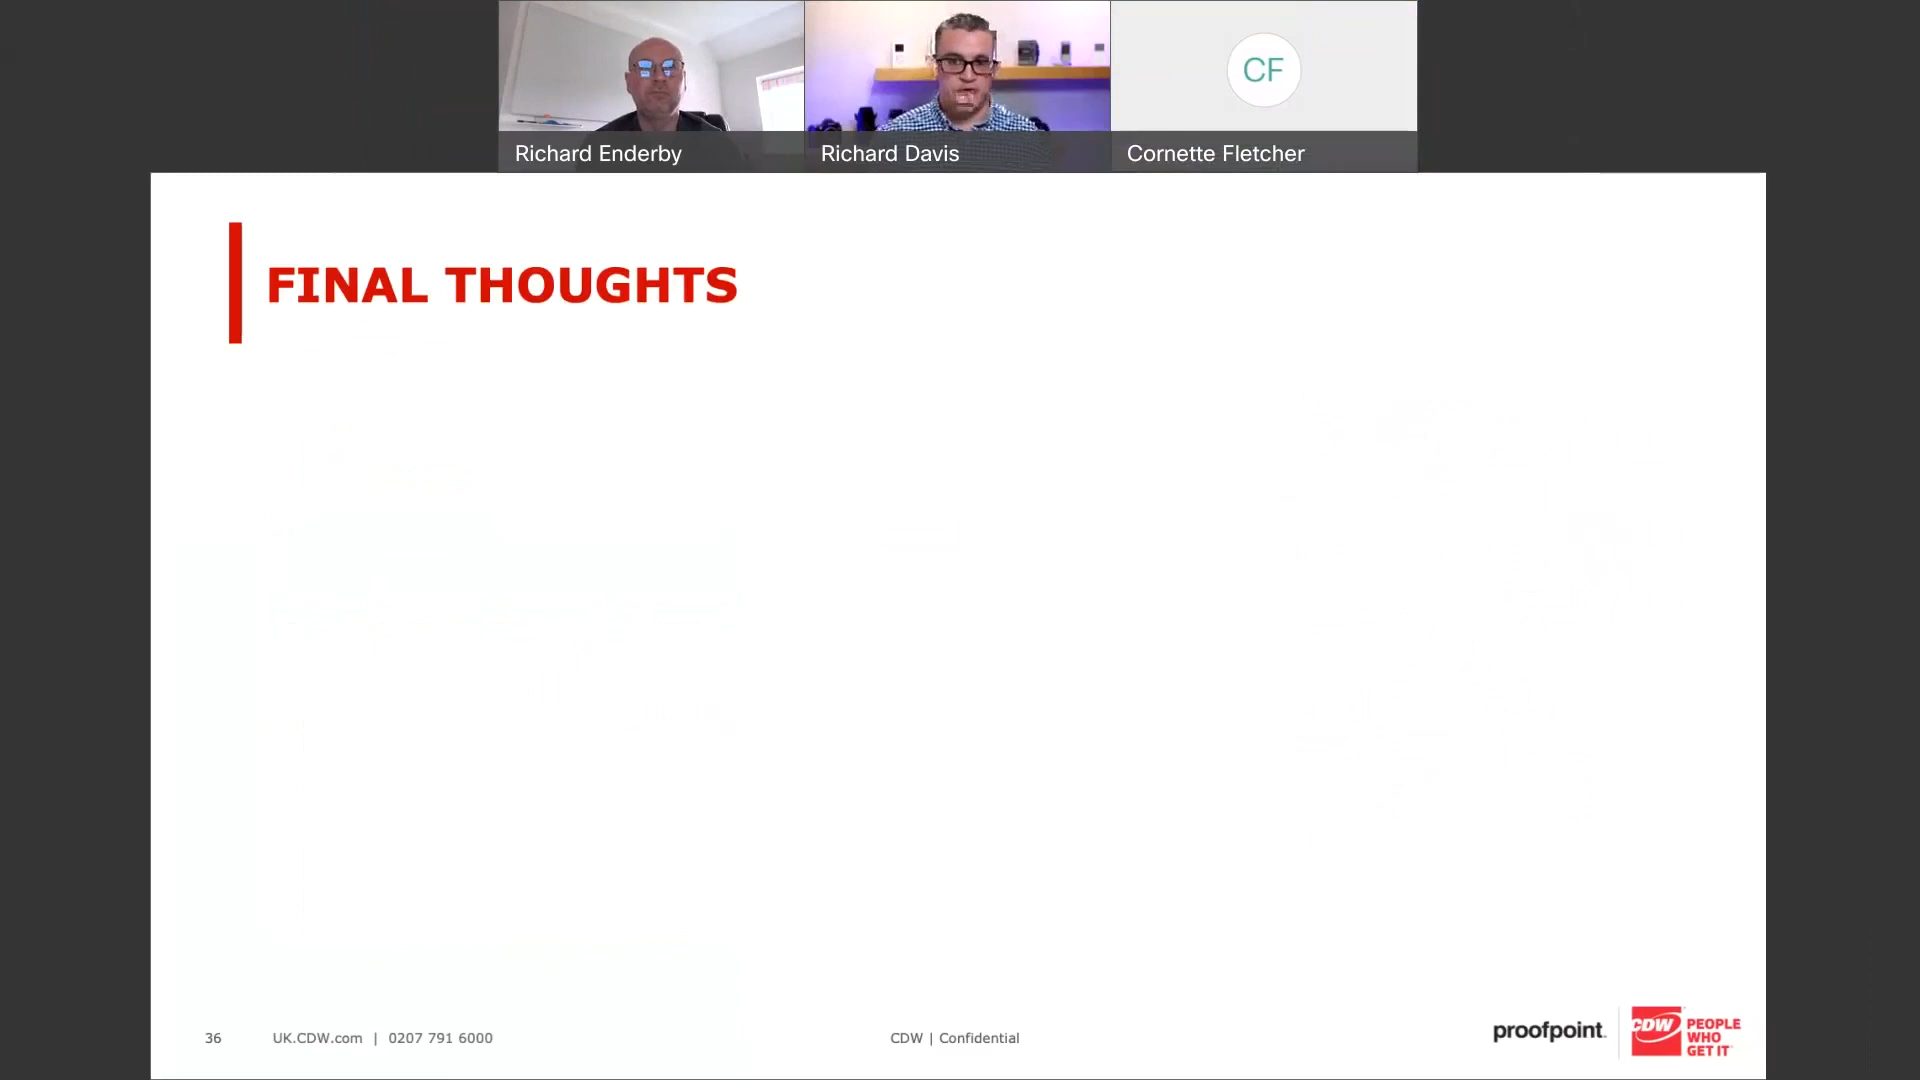 Richard Enderby
Richard Davis
CF
Cornette Fletcher
FINAL THOUGHTS
36
UK.CDW.com | 0207 791 6000
CDW | Confidential
proofpoint.
CDW
PEOPLE
WHO
GET IT